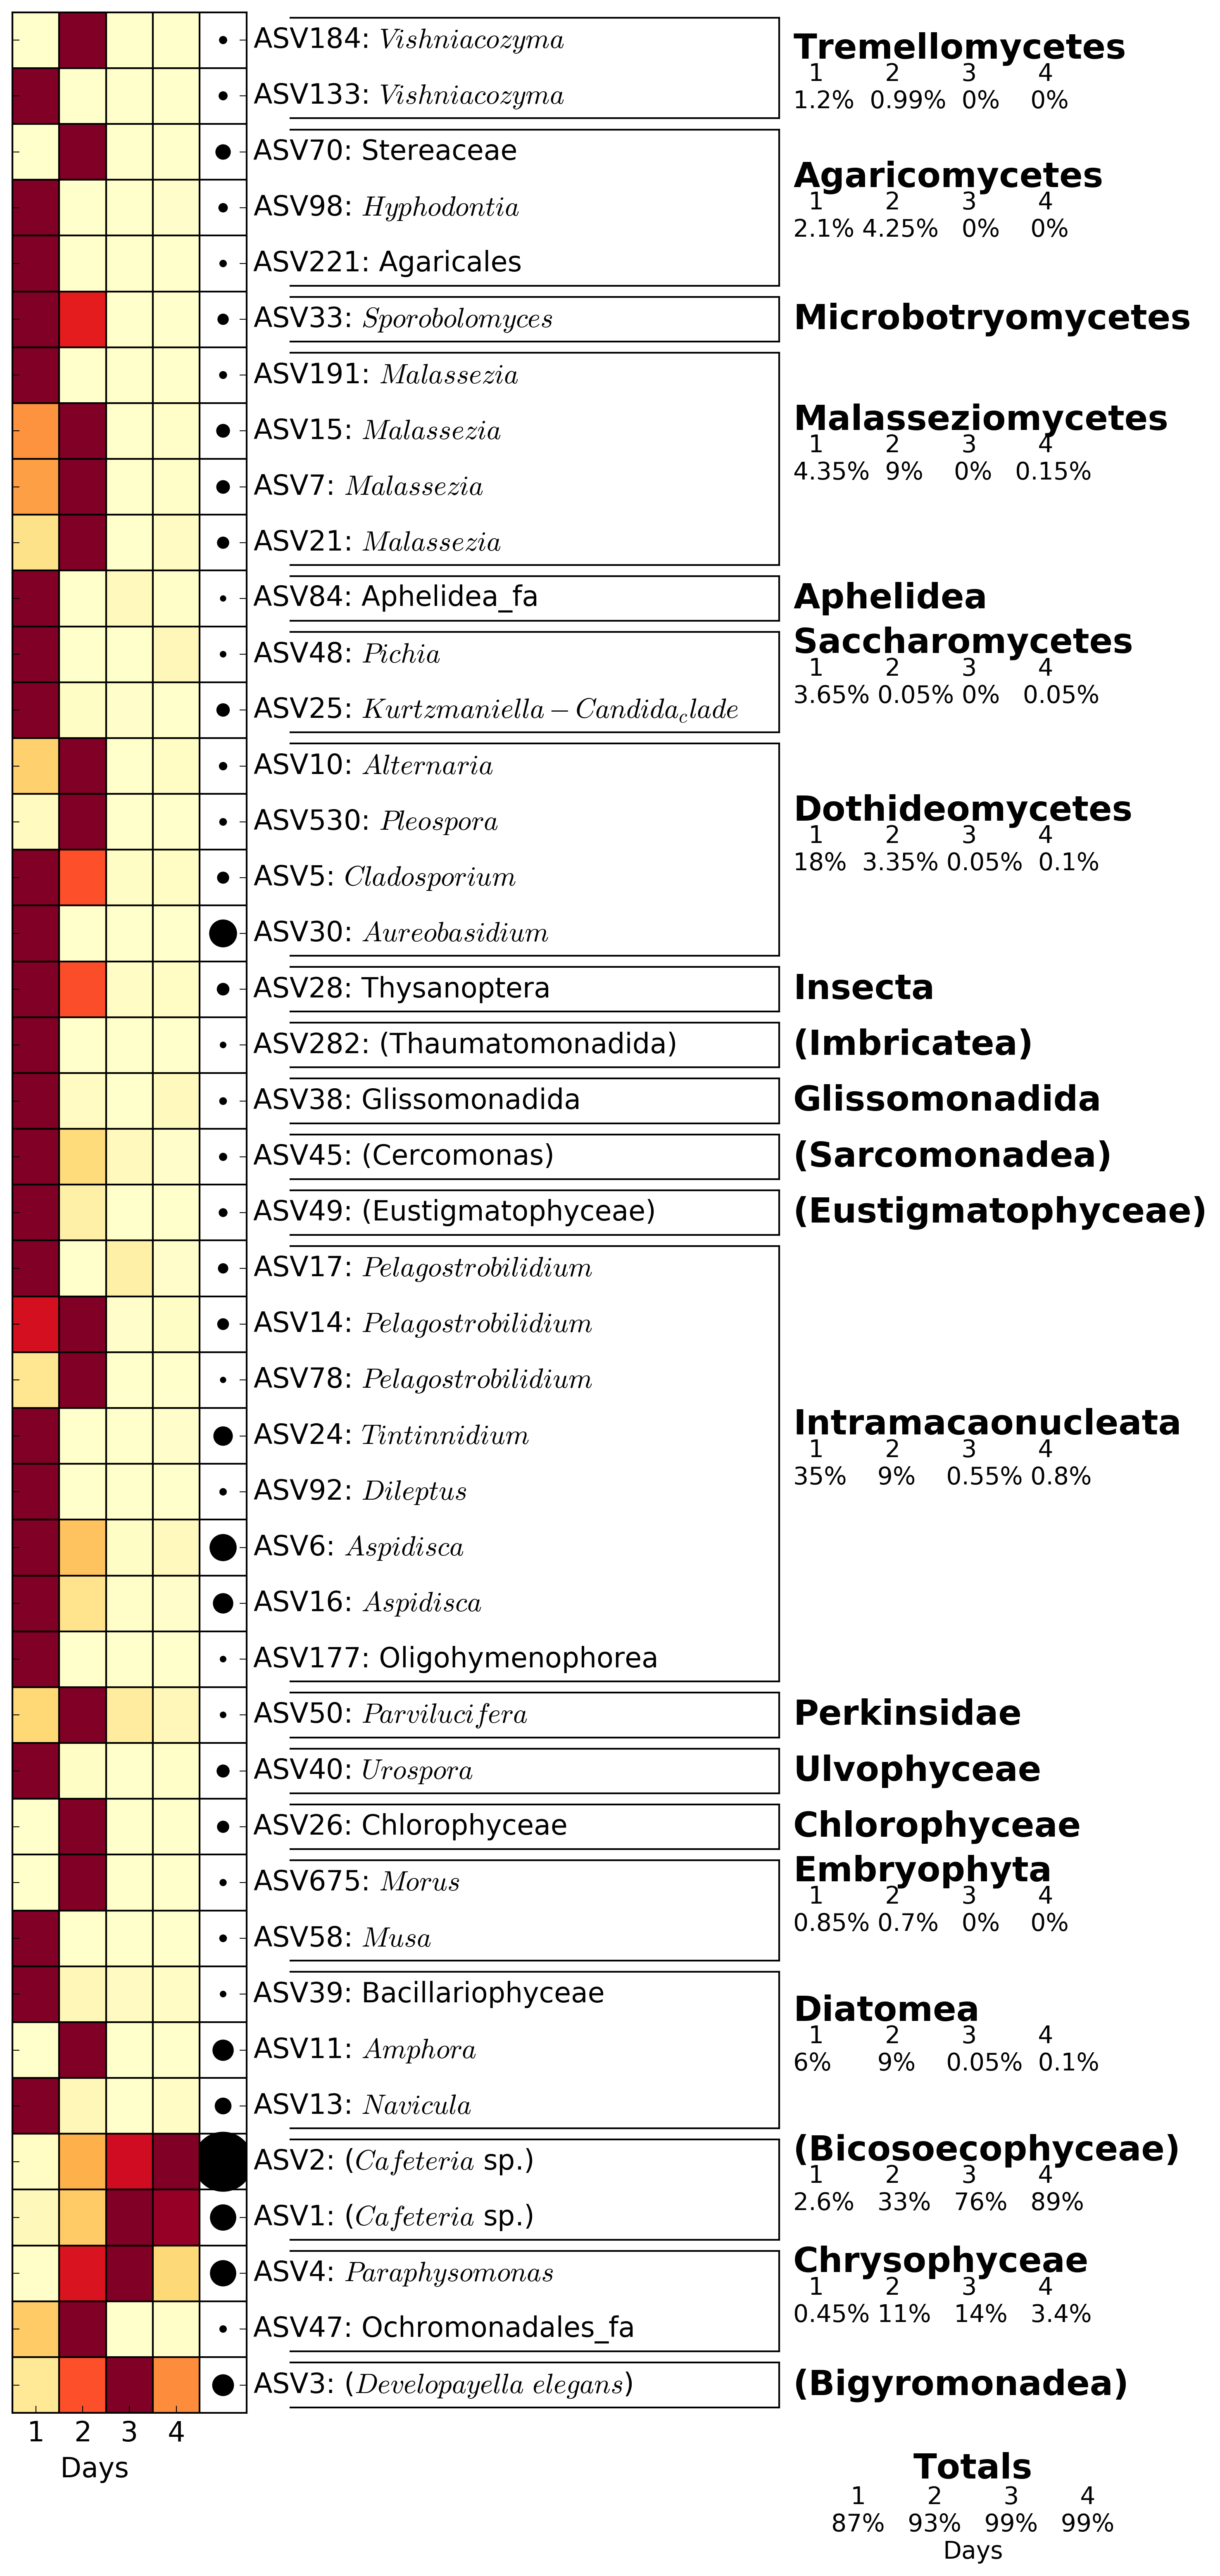 ASV184: Vishniacozyma
ASV133: Vishniacozyma
Tremellomycetes
1 2 3 4
1.2% 0.99% 0% 0%
ASV70: Stereaceae
ASV98: Hyphodontia
ASV221: Agaricales
Agaricomycetes
1 2 3 4
2.1% 4.25% 0% 0%
ASV33: Sporobolomyces
Microbotryomycetes
ASV191: Malassezia
ASV15: Malassezia
ASV7: Malassezia
ASV21: Malassezia
Malasseziomycetes
1 2 3 4
4.35% 9% 0% 0.15%
ASV84: Aphelidea_fa
Aphelidea
ASV48: Pichia
ASV25: Kurtzmaniella − Candida_clade
Saccharomycetes
1 2 3 4
3.65% 0.05% 0% 0.05%
ASV10: Alternaria
ASV530: Pleospora
ASV5: Cladosporium
ASV30: Aureobasidium
Dothideomycetes
1 2 3 4
18% 3.35% 0.05% 0.1%
ASV28: Thysanoptera
Insecta
ASV282: (Thaumatomonadida)
(Imbricatea)
ASV38: Glissomonadida
Glissomonadida
ASV45: (Cercomonas)
(Sarcomonadea)
ASV49: (Eustigmatophyceae)
(Eustigmatophyceae)
ASV17: Pelagostrobilidium
ASV14: Pelagostrobilidium
ASV78: Pelagostrobilidium
ASV24: Tintinnidium
ASV92: Dileptus
ASV6: Aspidisca
ASV16: Aspidisca
ASV177: Oligohymenophorea
Intramacaonucleata
1 2 3 4
35% 9% 0.55% 0.8%
ASV50: Parvilucifera
Perkinsidae
ASV40: Urospora
Ulvophyceae
ASV26: Chlorophyceae
Chlorophyceae
ASV675: Morus
ASV58: Musa
Embryophyta
1 2 3 4
0.85% 0.7% 0% 0%
ASV39: Bacillariophyceae
ASV11: Amphora
ASV13: Navicula
Diatomea
1 2 3 4
6% 9% 0.05% 0.1%
ASV2: (Cafeteria sp.)
ASV1: (Cafeteria sp.)
(Bicosoecophyceae)
1 2 3 4
2.6% 33% 76% 89%
ASV4: Paraphysomonas
ASV47: Ochromonadales_fa
Chrysophyceae
1 2 3 4
0.45% 11% 14% 3.4%
ASV3: (Developayella elegans)
(Bigyromonadea)
1 2 3 4
Days
Totals
1 2 3 4
87% 93% 99% 99%
Days